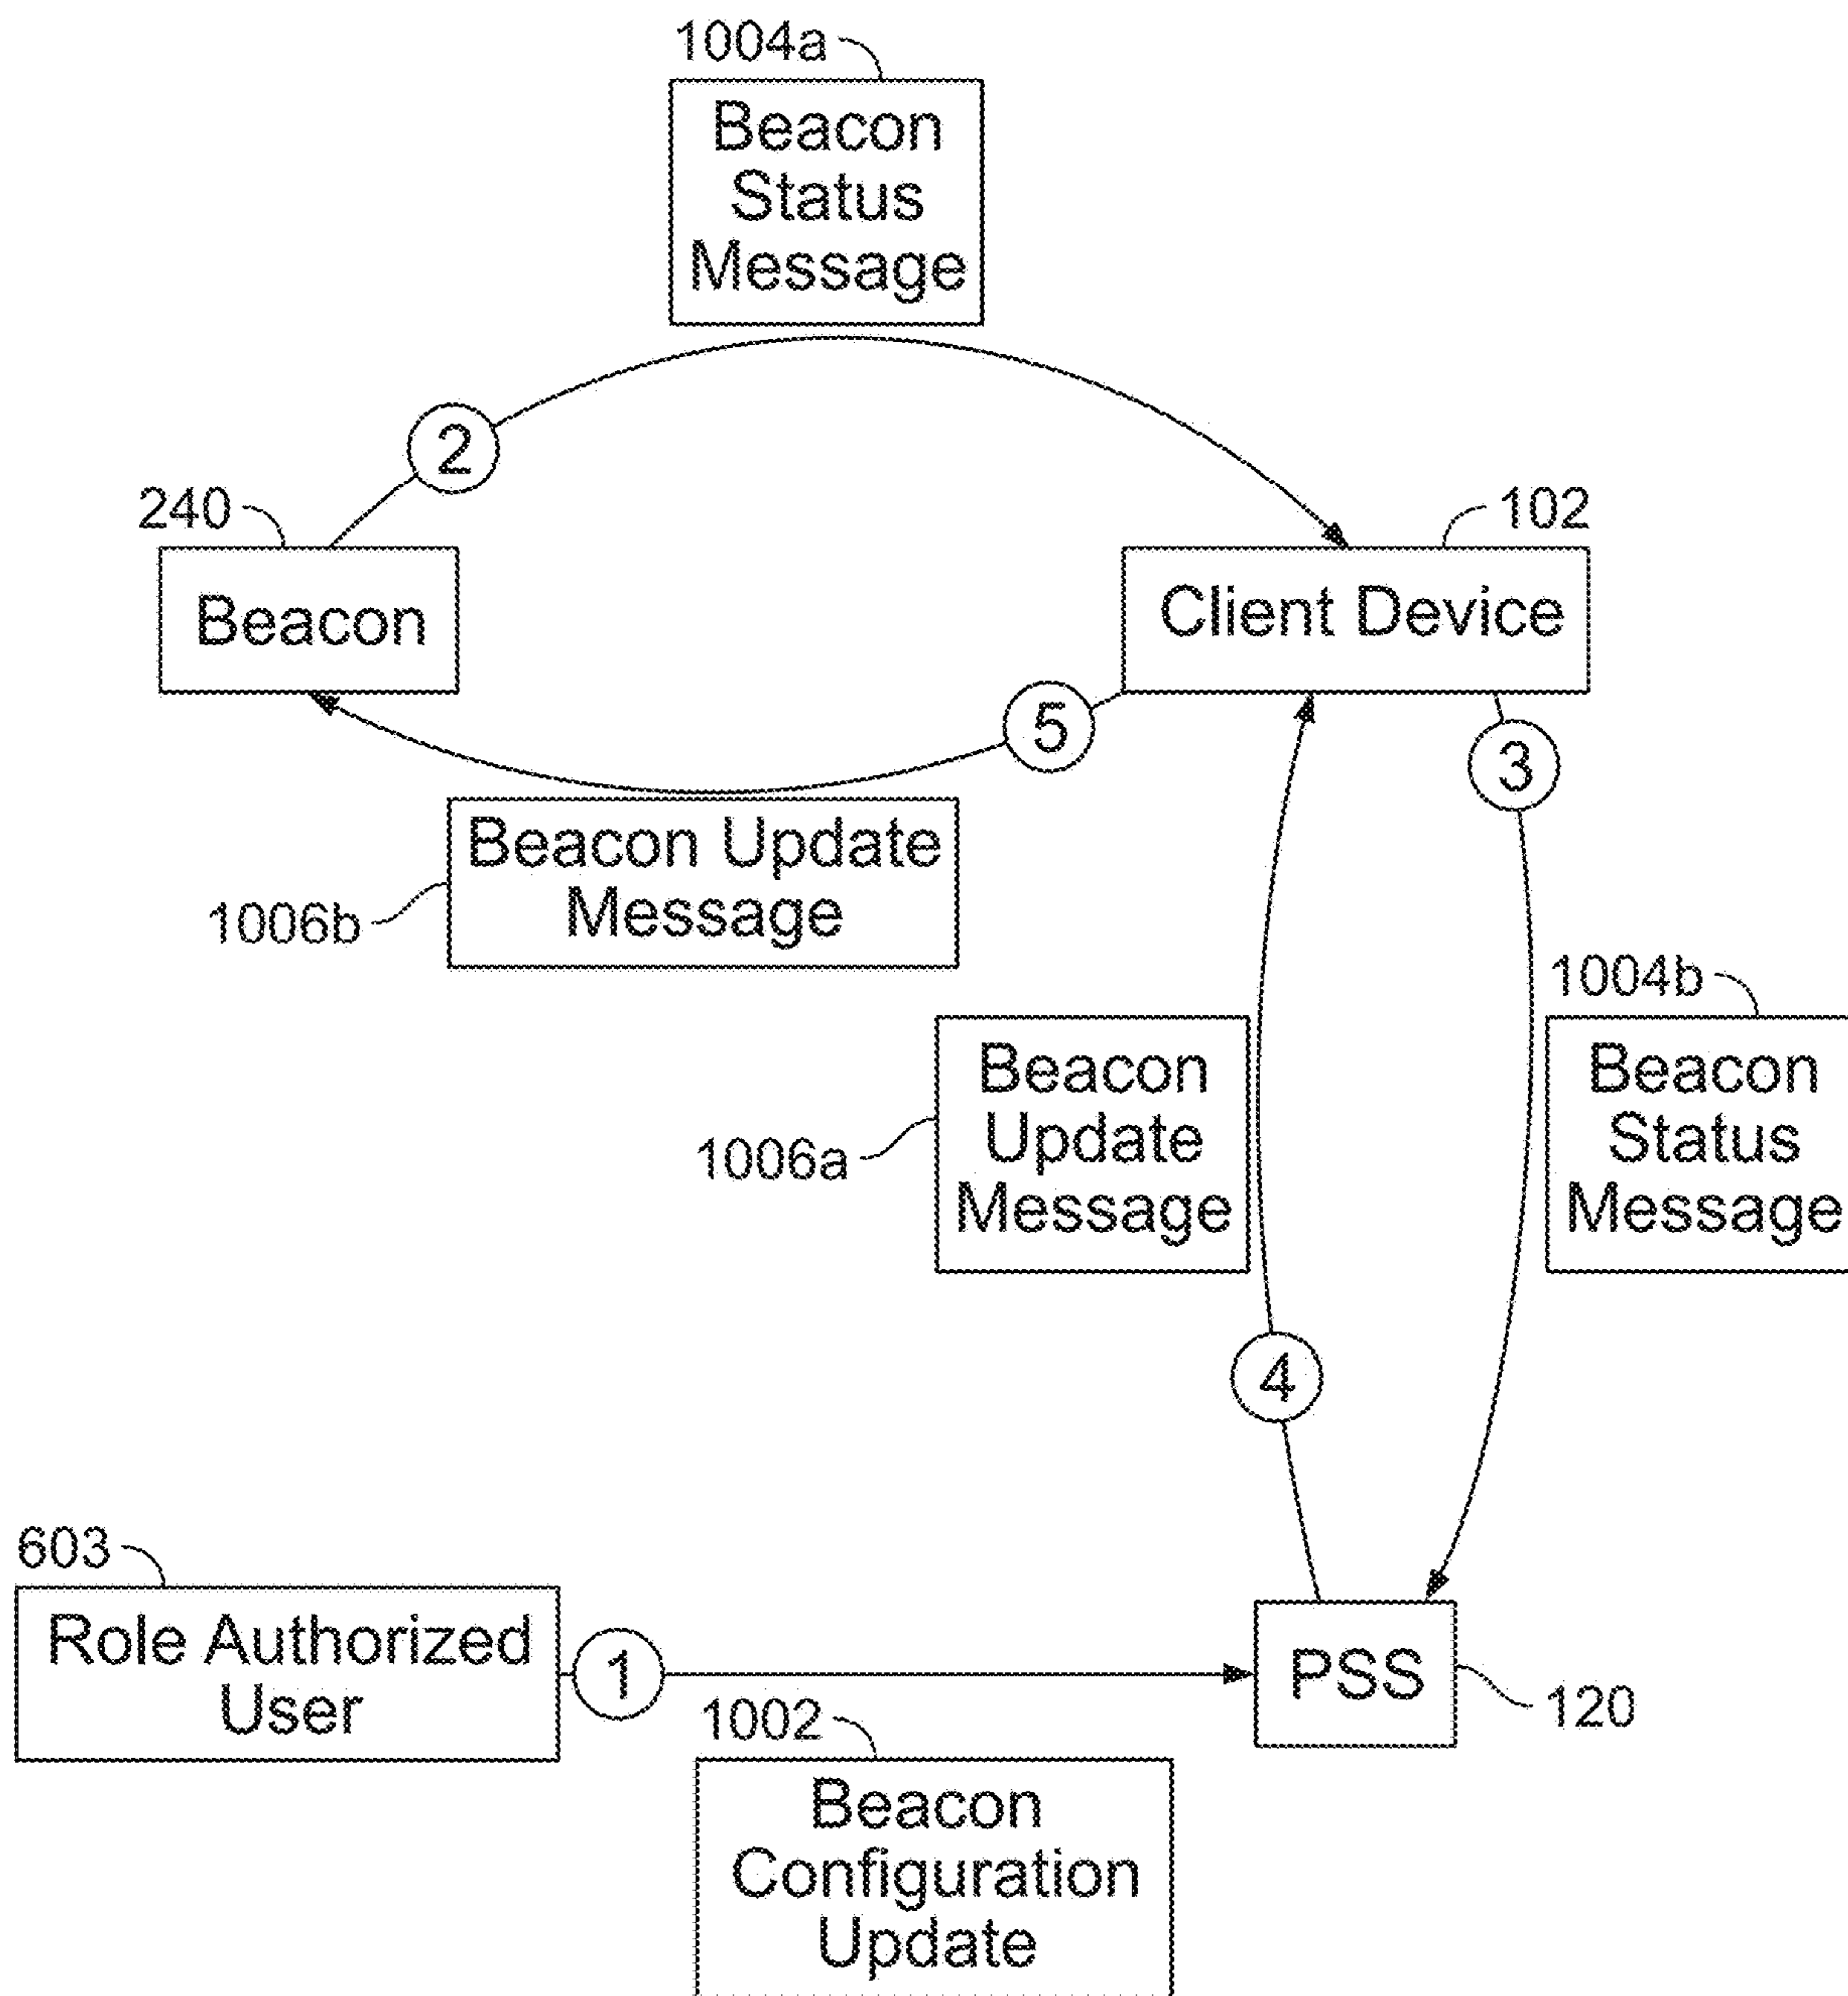 1004a
Beacon
Status
Message
2
240
102
Beacon
Client Device
5
3
Beacon Update
Message
1006b
1004b
Beacon
Update
Message
1006a
Beacon
Status
Message
4
603
Role Authorized
User
1
PSS
120
1002
Beacon
Configuration
Update